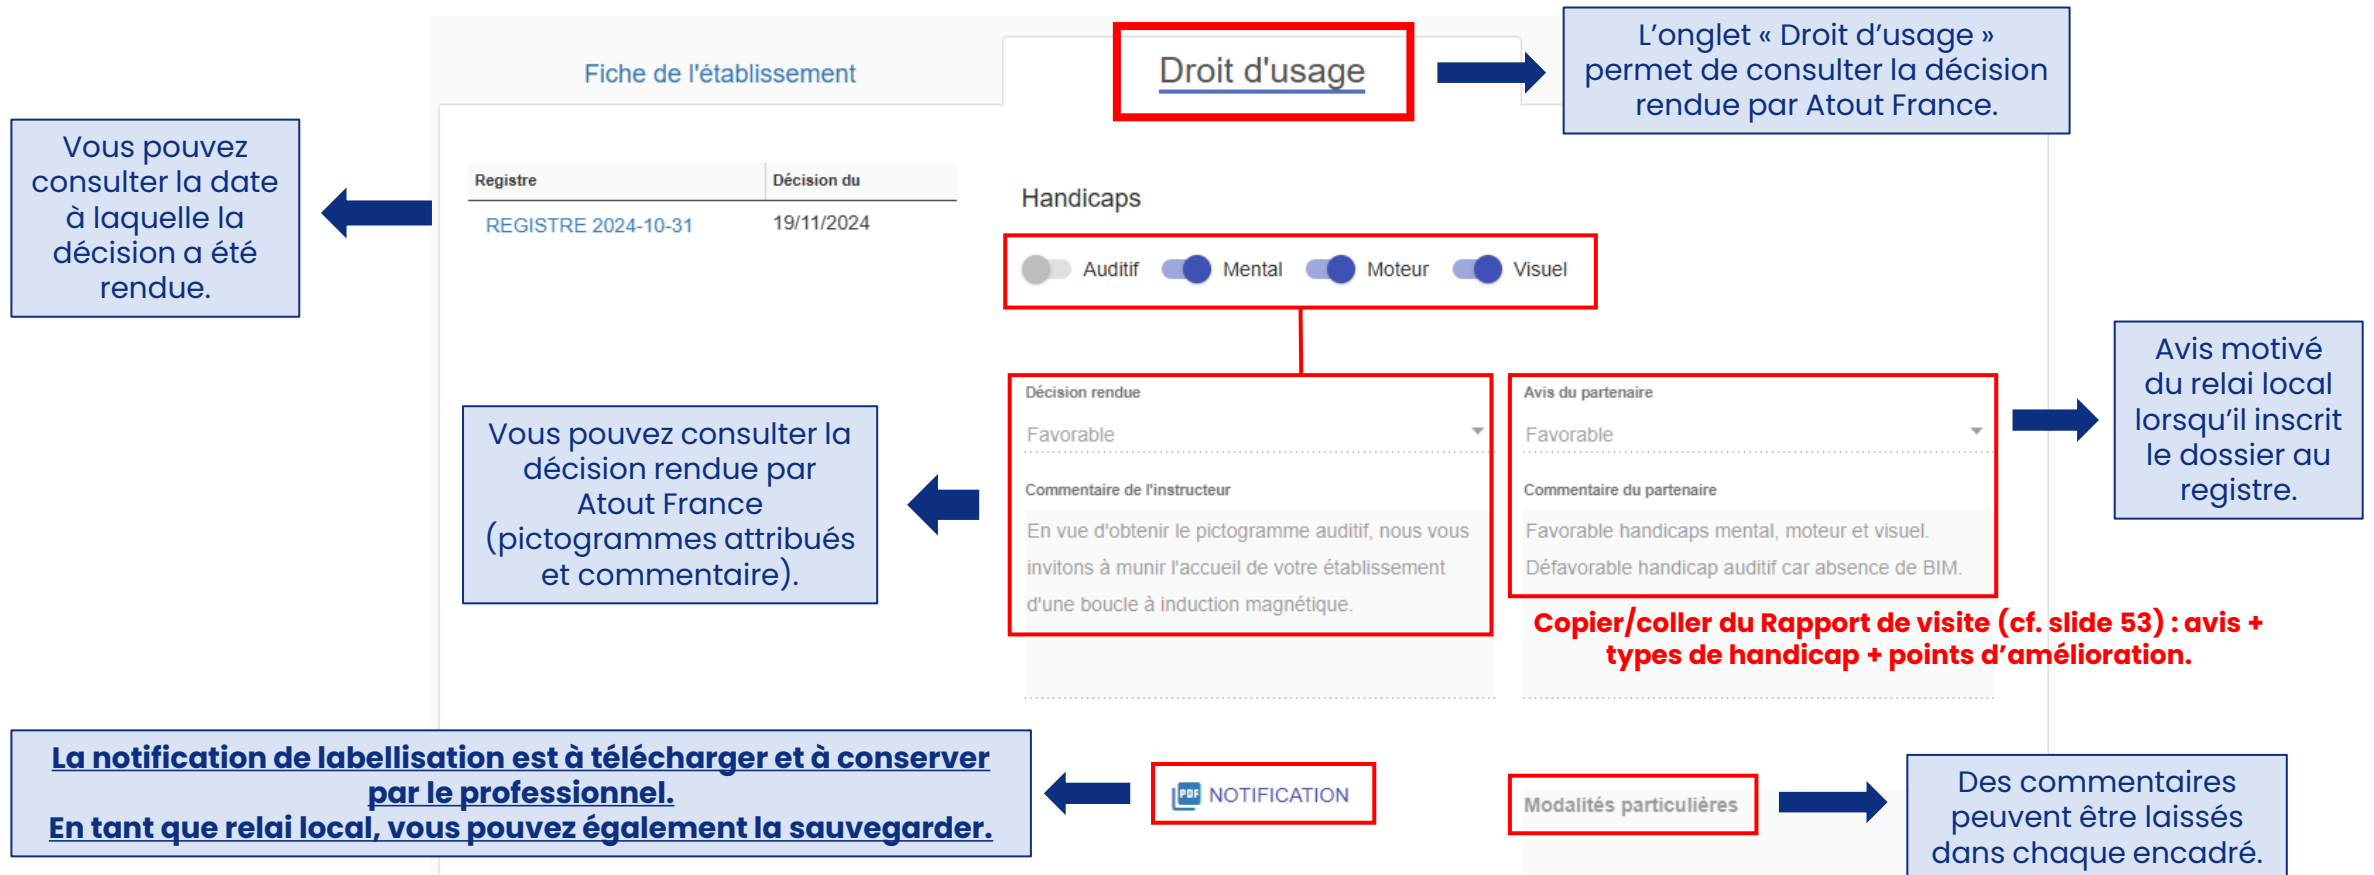 Fiche de l'établissement
Droit d'usage
L'onglet « Droit d'usage »
permet de consulter la décision
rendue par Atout France.
Vous pouvez
consulter la date
à laquelle la
décision a été
rendue.
Registre
Décision du
REGISTRE 2024-10-31
19/11/2024
Handicaps
Auditif
Mental
Moteur
Visuel
Vous pouvez consulter la
décision rendue par
Atout France
(pictogrammes attribués
et commentaire).
Décision rendue
Favorable
Commentaire de l'instructeur
En vue d'obtenir le pictogramme auditif, nous vous
invitons à munir l'accueil de votre établissement
d'une boucle à induction magnétique.
Avis du partenaire
Favorable
Commentaire du partenaire
Favorable handicaps mental, moteur et visuel.
Défavorable handicap auditif car absence de BIM.
Avis motivé
du relai local
lorsqu'il inscrit
le dossier au
registre.
Copier/coller du Rapport de visite (cf. slide 53) : avis +
types de handicap + points d'amélioration.
La notification de labellisation est à télécharger et à conserver
par le professionnel.
En tant que relai local, vous pouvez également la sauvegarder.
PDF NOTIFICATION
Modalités particulières
Des commentaires
peuvent être laissés
dans chaque encadré.